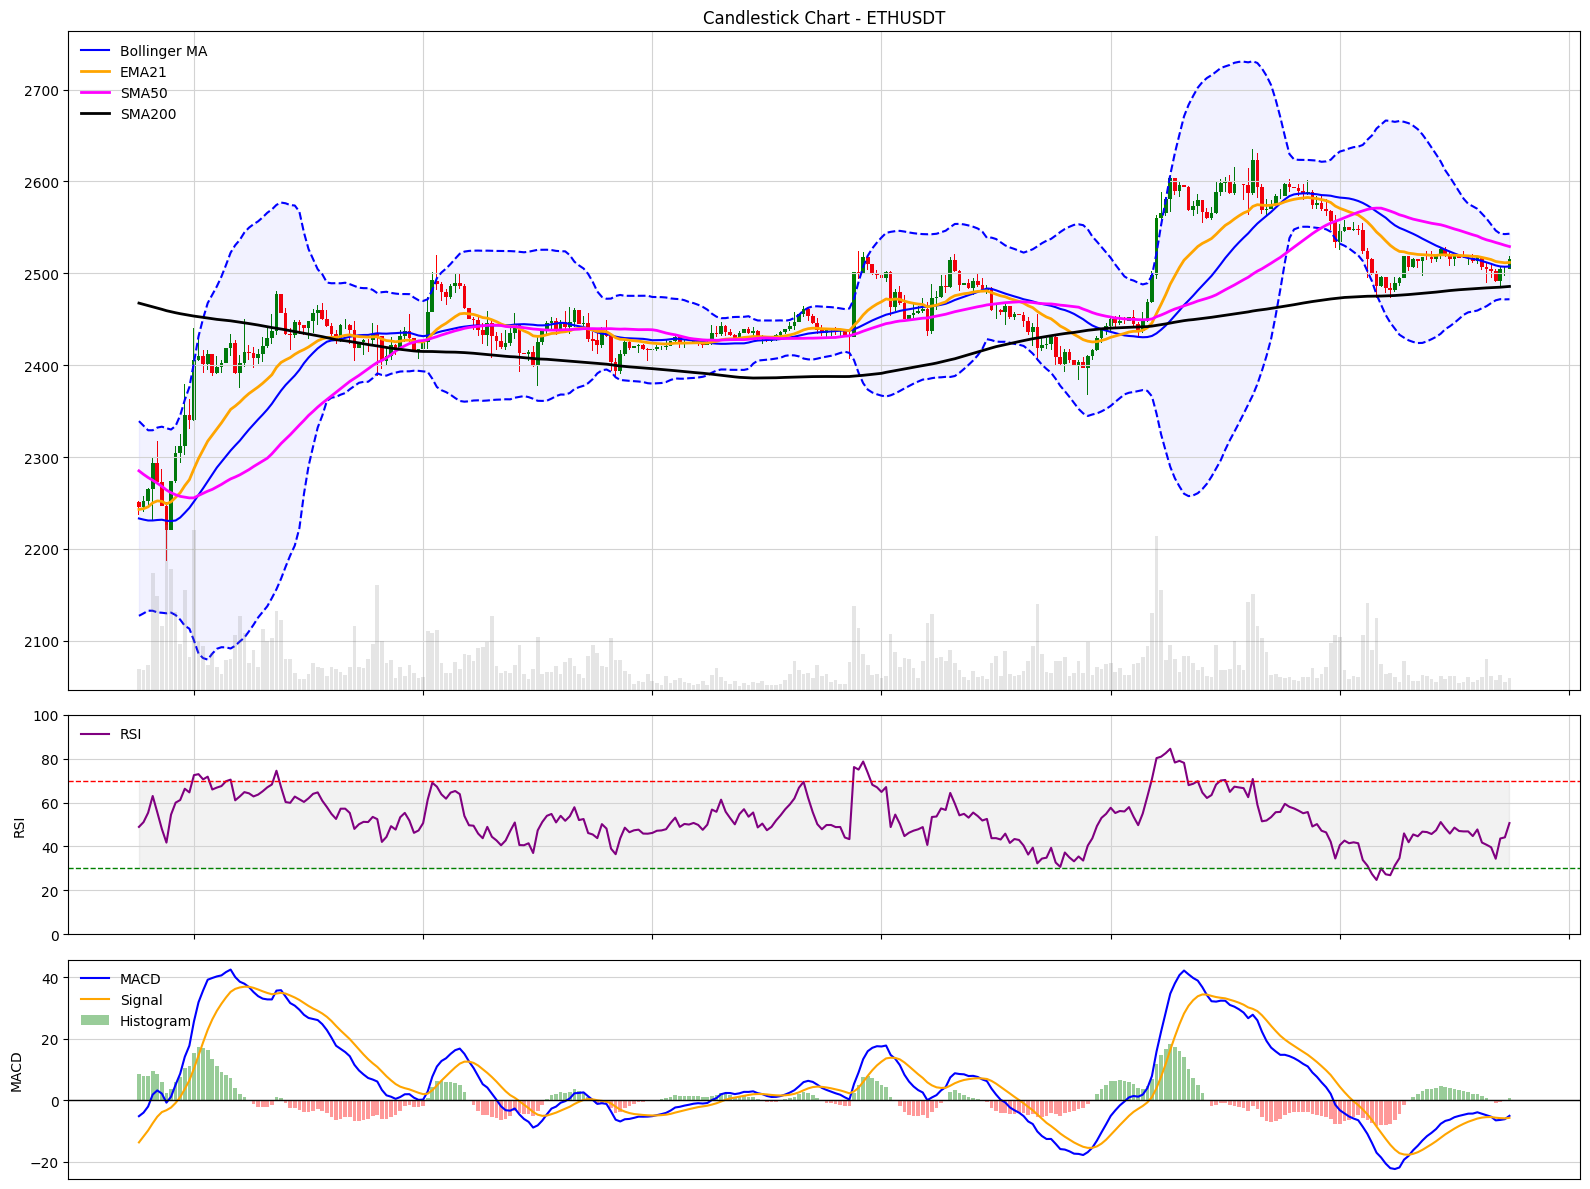 Candlestick Chart - ETHUSDT
Bollinger MA
EMA21
SMA50
SMA200
2700
2600
2500
2400
2300
2200
2100
RSI
100
80
60
40
20
0
RSI
MACD
Signal
Histogram
40
20
0
−20
MACD